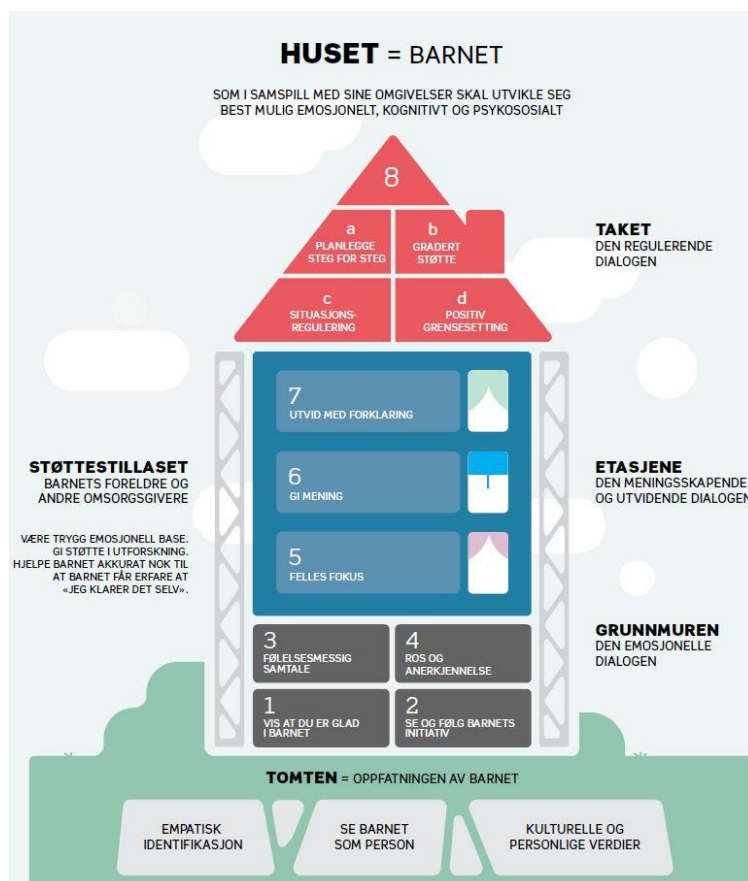 HUSET = BARNET
SOM I SAMSPILL MED SINE OMGIVELSER SKAL UTVIKLE SEG
BEST MULIG EMOSJONELT, KOGNITIVT OG PSYKOSOSIALT
8
a
PLANLEGGE
STEG FOR STEG
b
GRADERT
STØTTE
TAKET
DEN REGULERENDE
DIALOGEN
c
SITUASJONS-
REGULERING
d
POSITIV
GRENSESETTING
7
UTVID MED FORKLARING
STØTTESTILLASET
BARNETS FORELDRE OG
ANDRE OMSORGSGIVERE
6
GI MENING
ETASJENE
DEN MENINGSSKAPENDE
OG UTVIDENDE DIALOGEN
VÆRE TRYGG EMOSJONELL BASE.
GI STØTTE I UTFORSKNING.
HJELPE BARNET AKKURAT NOK TIL
AT BARNET FÅR ERFARE AT
«JEG KLARER DET SELV».
5
FELLES FOKUS
3
FØLELSESMESSIG
SAMTALE
4
ROS OG
ANERKJENNELSE
GRUNNMUREN
DEN EMOSJONELLE
DIALOGEN
1
VIS AT DU ER GLAD
I BARNET
2
SE OG FØLG BARNETS
INITIATIV
TOMTEN = OPPFATNINGEN AV BARNET
EMPATISK
IDENTIFIKASJON
SE BARNET
SOM PERSON
KULTURELLE OG
PERSONLIGE VERDIER